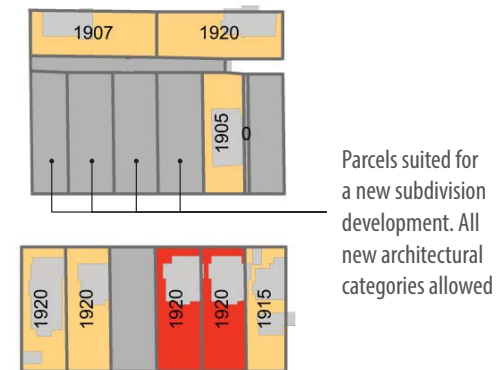 1907
1920
1905
0
Parcels suited for
a new subdivision
development. All
new architectural
categories allowed
1920
1920
1920
1920
1915